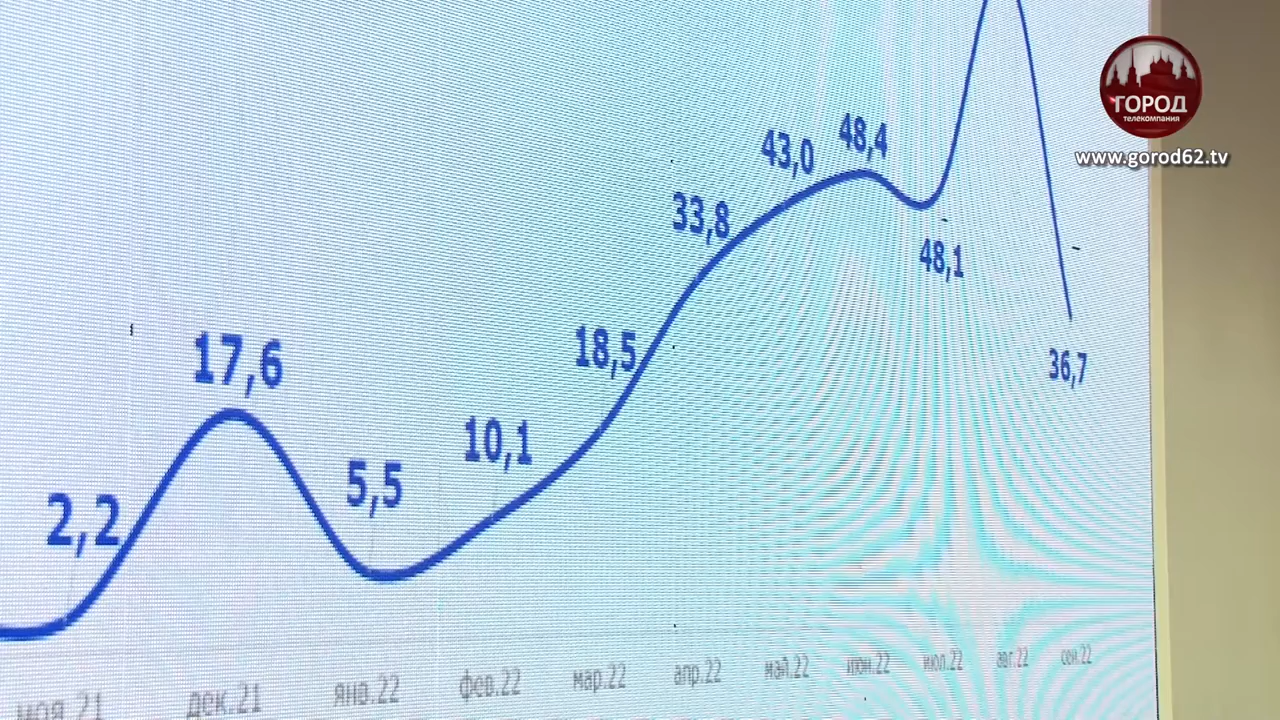 ГОРОД
телекомпания
www.gorod62.tv
48,4
43,0
33,8
48,1
18,5
17,6
36,7
10,1
5,5
2,2
ноя.21 дек.21 янв.22 фев.22 мар.22 апр.22 май.22 июн.22 июл.22 авг.22 сен.22